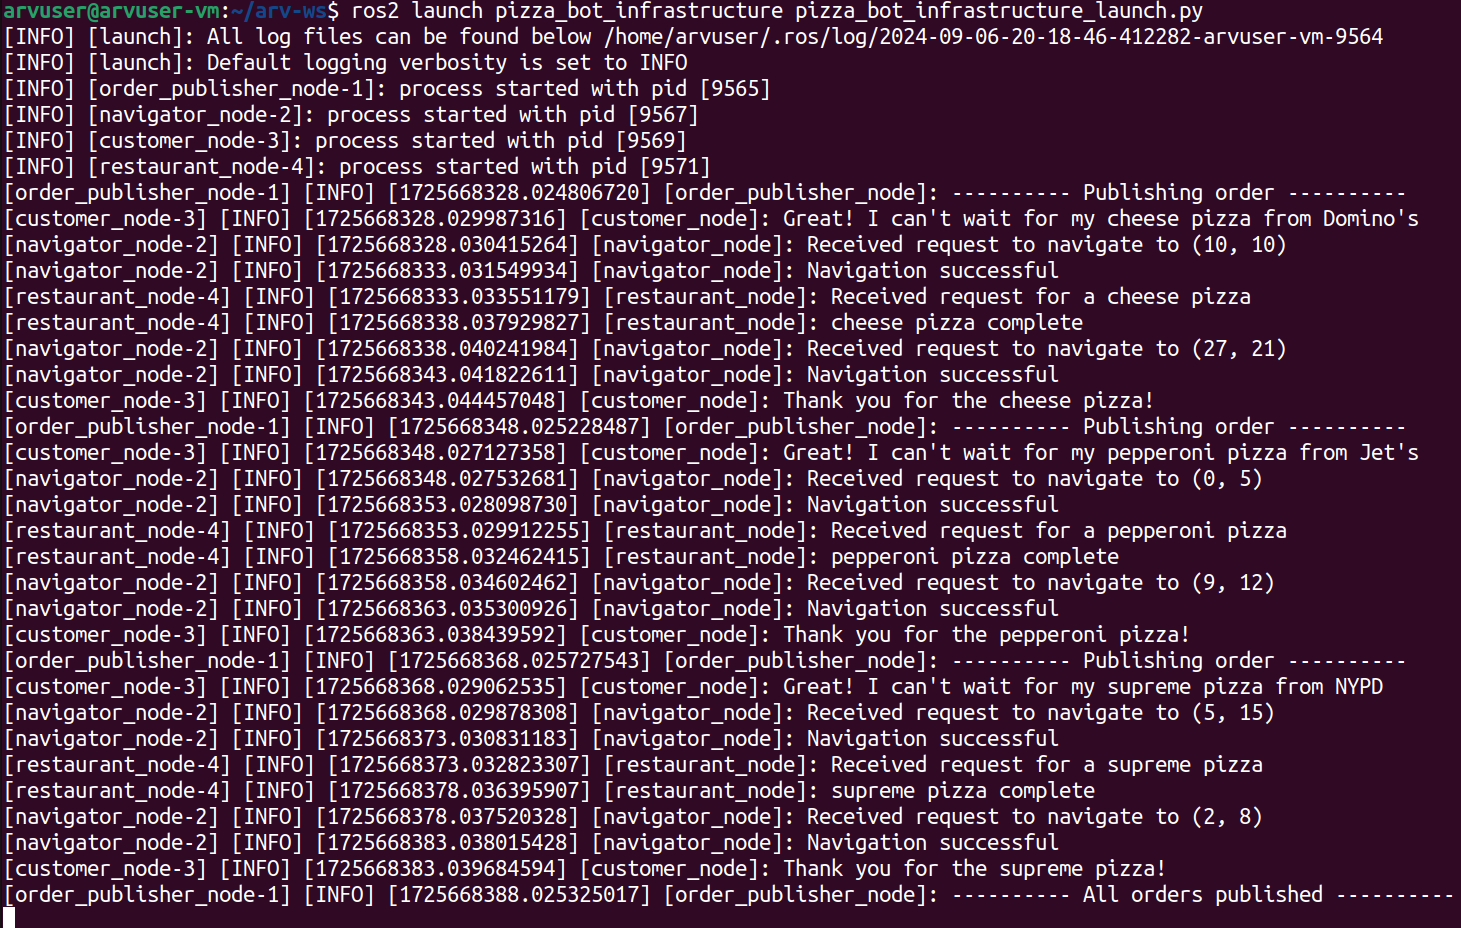 arvuser@arvuser-vm:~/arv-ws$ ros2 launch pizza_bot_infrastructure pizza_bot_infrastructure_launch.py
[INFO] [launch]: All log files can be found below /home/arvuser/.ros/log/2024-09-06-20-18-46-412282-arvuser-vm-9564
[INFO] [launch]: Default logging verbosity is set to INFO
[INFO] [order_publisher_node-1]: process started with pid [9565]
[INFO] [navigator_node-2]: process started with pid [9567]
[INFO] [customer_node-3]: process started with pid [9569]
[INFO] [restaurant_node-4]: process started with pid [9571]
[order_publisher_node-1] [INFO] [1725668328.024806720] [order_publisher_node]: ---------- Publishing order ----------
[customer_node-3] [INFO] [1725668328.029987316] [customer_node]: Great! I can't wait for my cheese pizza from Domino's
[navigator_node-2] [INFO] [1725668328.030415264] [navigator_node]: Received request to navigate to (10, 10)
[navigator_node-2] [INFO] [1725668333.031549934] [navigator_node]: Navigation successful
[restaurant_node-4] [INFO] [1725668333.033551179] [restaurant_node]: Received request for a cheese pizza
[restaurant_node-4] [INFO] [1725668338.037929827] [restaurant_node]: cheese pizza complete
[navigator_node-2] [INFO] [1725668338.040241984] [navigator_node]: Received request to navigate to (27, 21)
[navigator_node-2] [INFO] [1725668343.041822611] [navigator_node]: Navigation successful
[customer_node-3] [INFO] [1725668343.044457048] [customer_node]: Thank you for the cheese pizza!
[order_publisher_node-1] [INFO] [1725668348.025228487] [order_publisher_node]: ---------- Publishing order ----------
[customer_node-3] [INFO] [1725668348.027127358] [customer_node]: Great! I can't wait for my pepperoni pizza from Jet's
[navigator_node-2] [INFO] [1725668348.027532681] [navigator_node]: Received request to navigate to (0, 5)
[navigator_node-2] [INFO] [1725668353.028098730] [navigator_node]: Navigation successful
[restaurant_node-4] [INFO] [1725668353.029912255] [restaurant_node]: Received request for a pepperoni pizza
[restaurant_node-4] [INFO] [1725668358.032462415] [restaurant_node]: pepperoni pizza complete
[navigator_node-2] [INFO] [1725668358.034602462] [navigator_node]: Received request to navigate to (9, 12)
[navigator_node-2] [INFO] [1725668363.035300926] [navigator_node]: Navigation successful
[customer_node-3] [INFO] [1725668363.038439592] [customer_node]: Thank you for the pepperoni pizza!
[order_publisher_node-1] [INFO] [1725668368.025727543] [order_publisher_node]: ---------- Publishing order ----------
[customer_node-3] [INFO] [1725668368.029062535] [customer_node]: Great! I can't wait for my supreme pizza from NYPD
[navigator_node-2] [INFO] [1725668368.029878308] [navigator_node]: Received request to navigate to (5, 15)
[navigator_node-2] [INFO] [1725668373.030831183] [navigator_node]: Navigation successful
[restaurant_node-4] [INFO] [1725668373.032823307] [restaurant_node]: Received request for a supreme pizza
[restaurant_node-4] [INFO] [1725668378.036395907] [restaurant_node]: supreme pizza complete
[navigator_node-2] [INFO] [1725668378.037520328] [navigator_node]: Received request to navigate to (2, 8)
[navigator_node-2] [INFO] [1725668383.038015428] [navigator_node]: Navigation successful
[customer_node-3] [INFO] [1725668383.039684594] [customer_node]: Thank you for the supreme pizza!
[order_publisher_node-1] [INFO] [1725668388.025325017] [order_publisher_node]: ---------- All orders published ----------